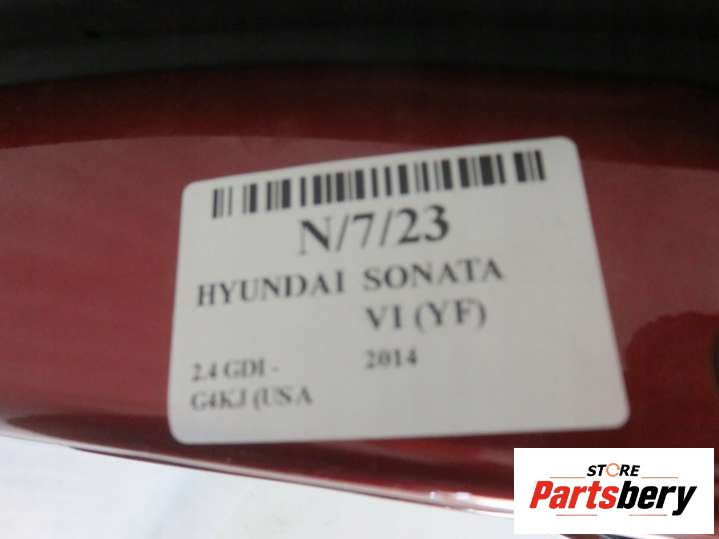 N/7/23
HYUNDAI SONATA
VI (YF)
2.4 GDI - 2014
G4KJ (USA
STORE
Partsbery